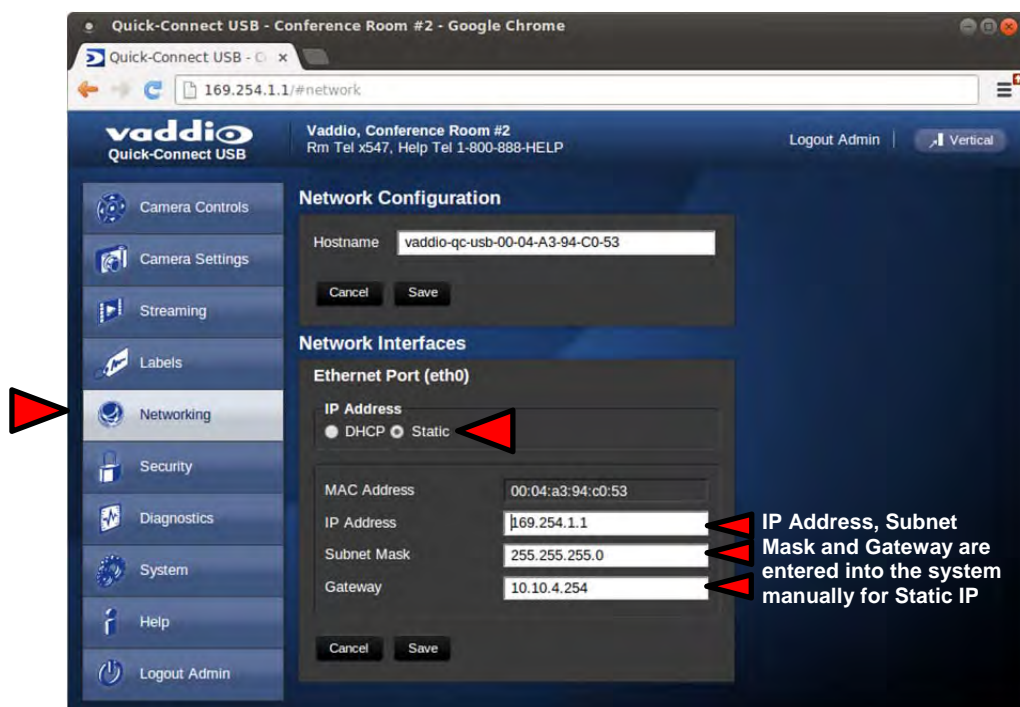 Quick-Connect USB - Conference Room #2 - Google Chrome
Quick-Connect USB - C
169.254.1.1/#network
vaddio
Quick-Connect USB
Vaddio, Conference Room #2
Rm Tel x547, Help Tel 1-800-888-HELP
Logout Admin
Vertical
Camera Controls
Camera Settings
Streaming
Labels
Networking
Security
Diagnostics
System
Help
Logout Admin
Network Configuration
Hostname vaddio-qc-usb-00-04-A3-94-C0-53
Cancel Save
Network Interfaces
Ethernet Port (eth0)
IP Address
DHCP Static
MAC Address 00:04:a3:94:c0:53
IP Address 169.254.1.1
Subnet Mask 255.255.255.0
Gateway 10.10.4.254
Cancel Save
IP Address, Subnet
Mask and Gateway are
entered into the system
manually for Static IP